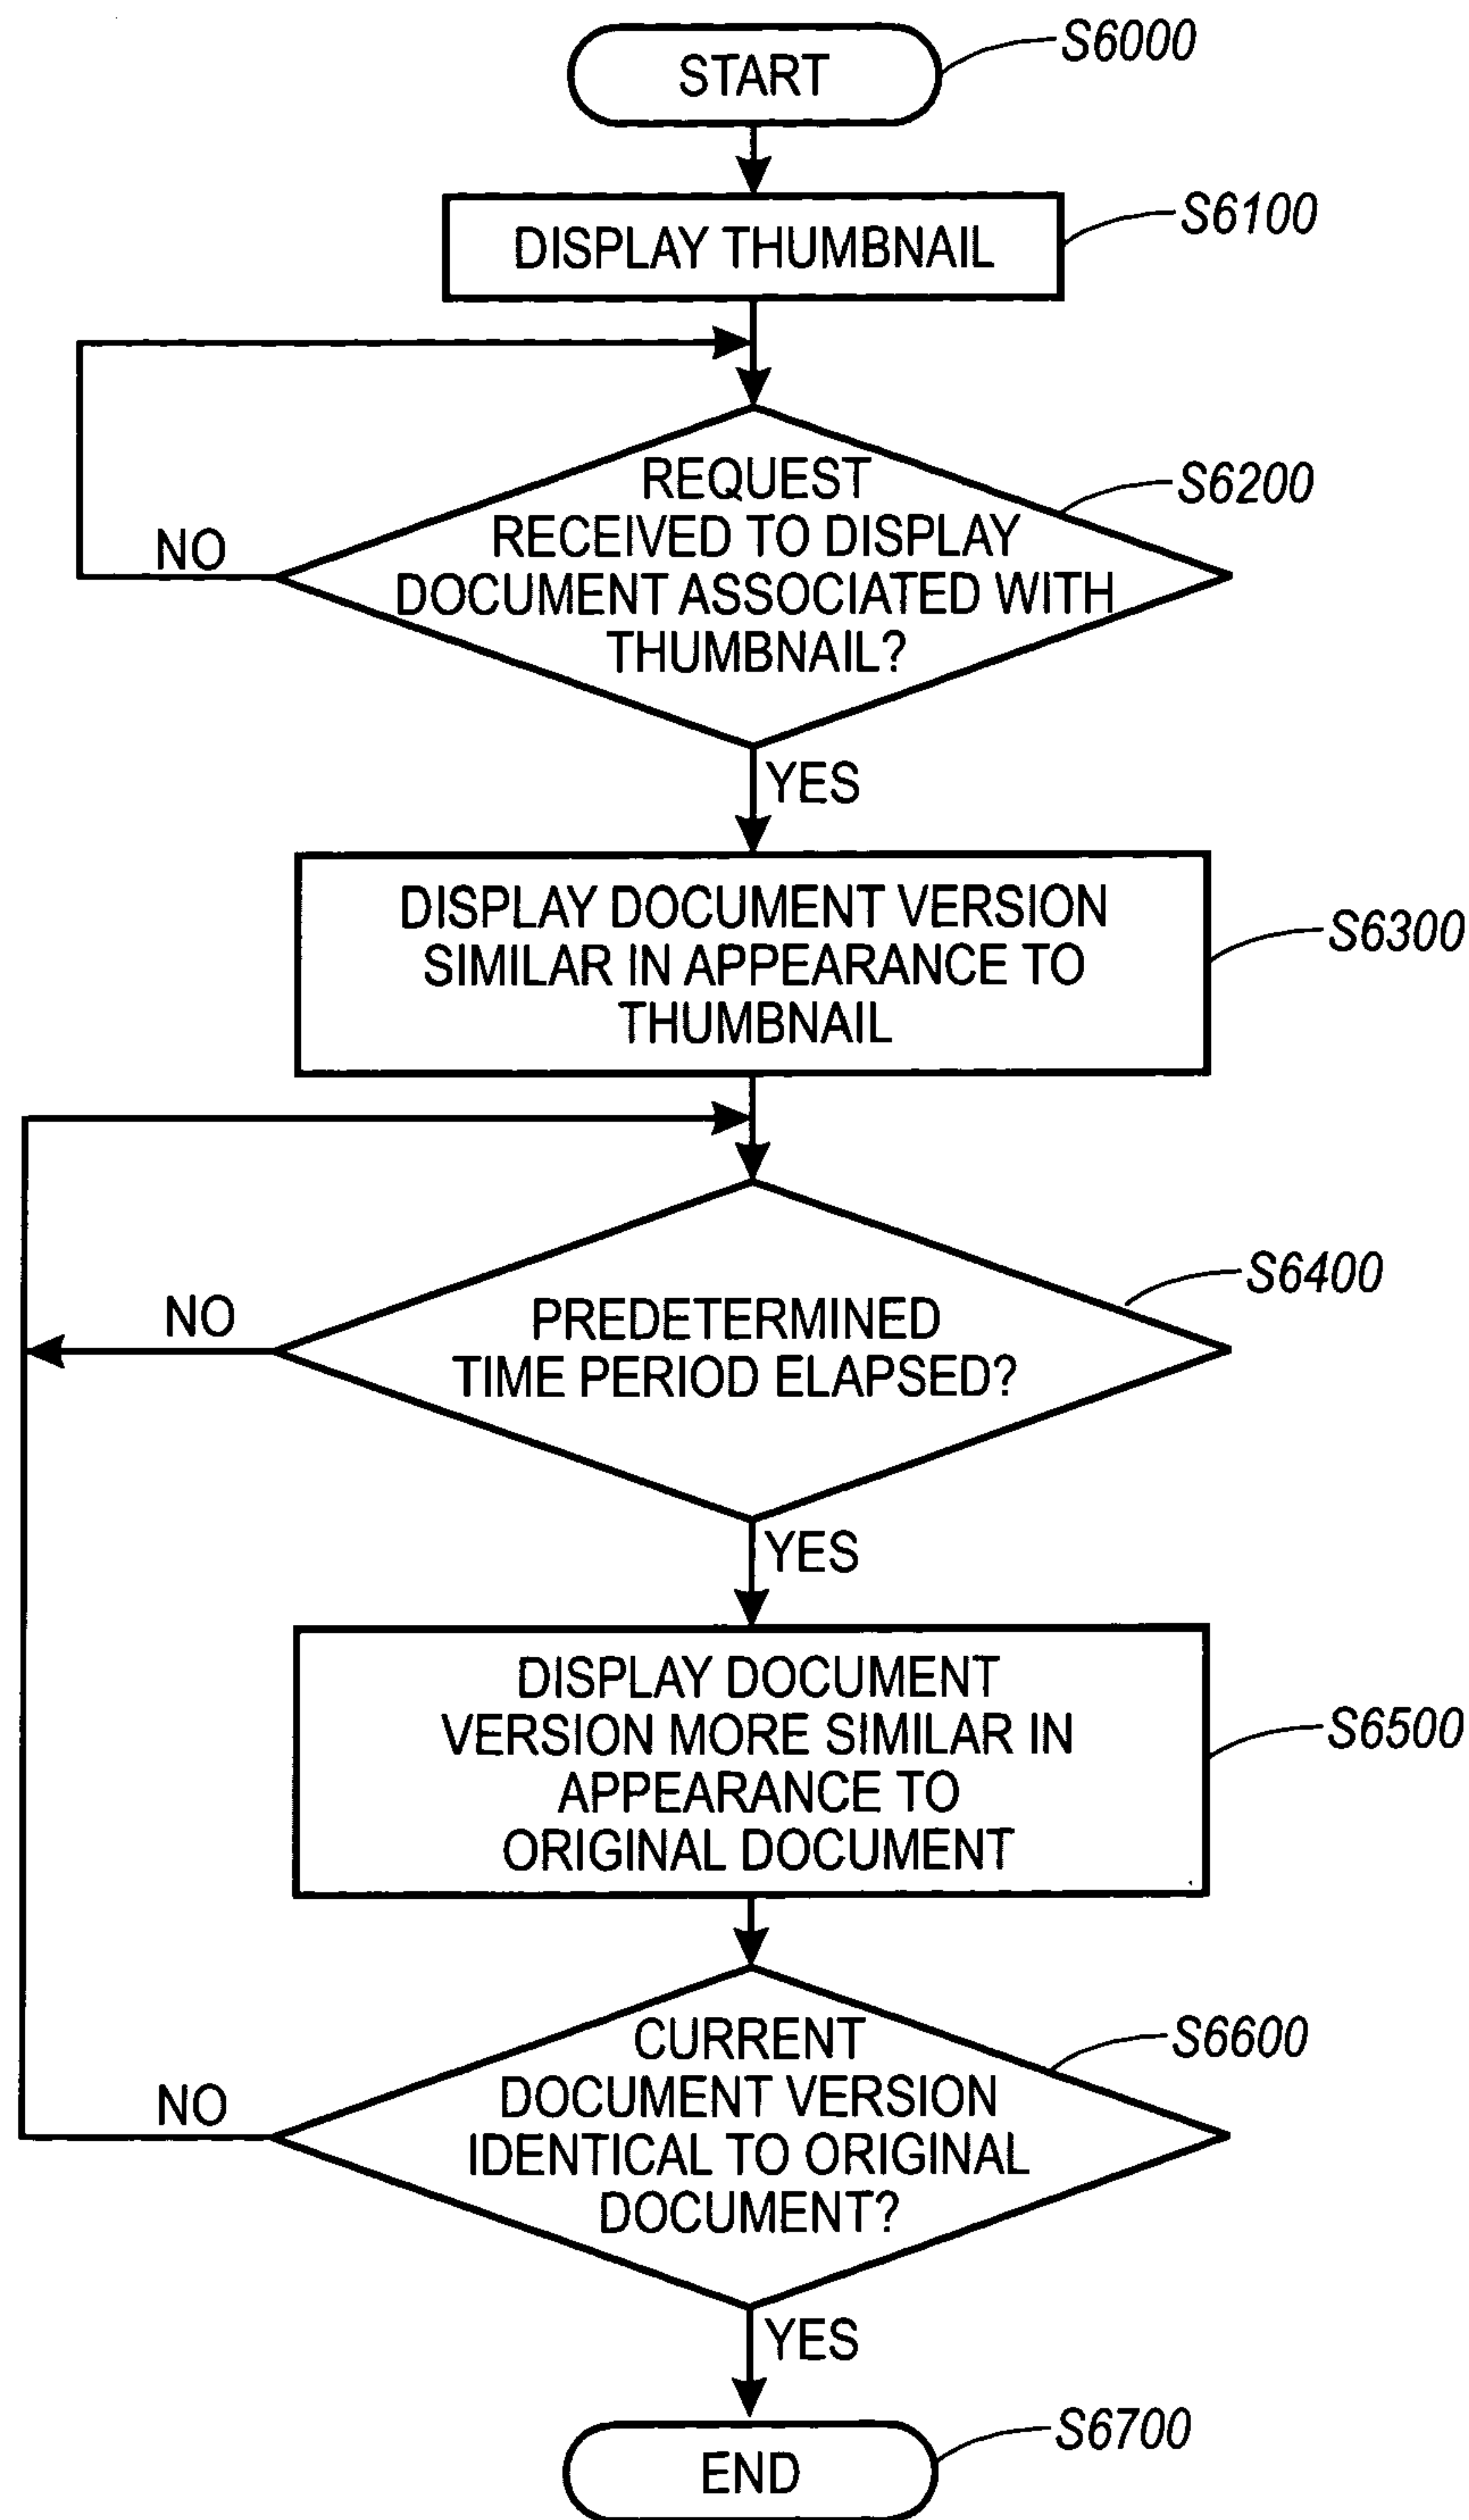 START
S6000
DISPLAY THUMBNAIL
S6100
REQUEST
RECEIVED TO DISPLAY
DOCUMENT ASSOCIATED WITH
THUMBNAIL?
S6200
NO
YES
DISPLAY DOCUMENT VERSION
SIMILAR IN APPEARANCE TO
THUMBNAIL
S6300
PREDETERMINED
TIME PERIOD ELAPSED?
S6400
NO
YES
DISPLAY DOCUMENT
VERSION MORE SIMILAR IN
APPEARANCE TO
ORIGINAL DOCUMENT
S6500
CURRENT
DOCUMENT VERSION
IDENTICAL TO ORIGINAL
DOCUMENT?
S6600
NO
YES
END
S6700